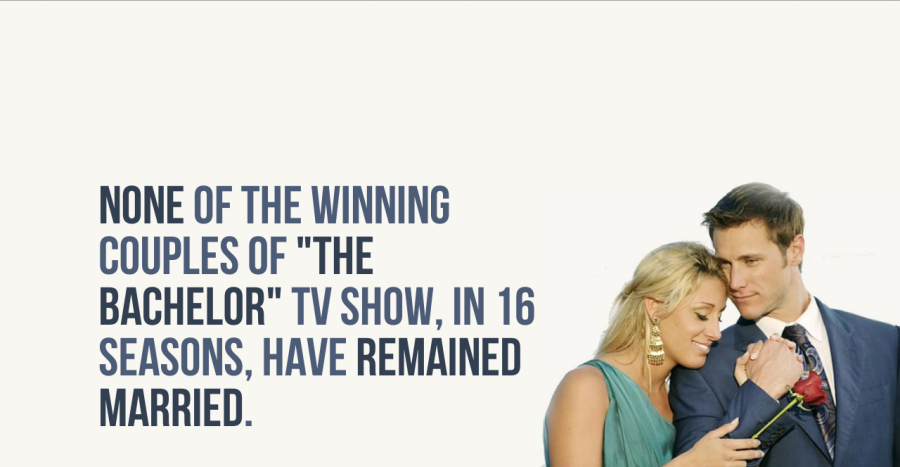 NONE OF THE WINNING
COUPLES OF "THE
BACHELOR" TV SHOW, IN 16
SEASONS, HAVE REMAINED
MARRIED.